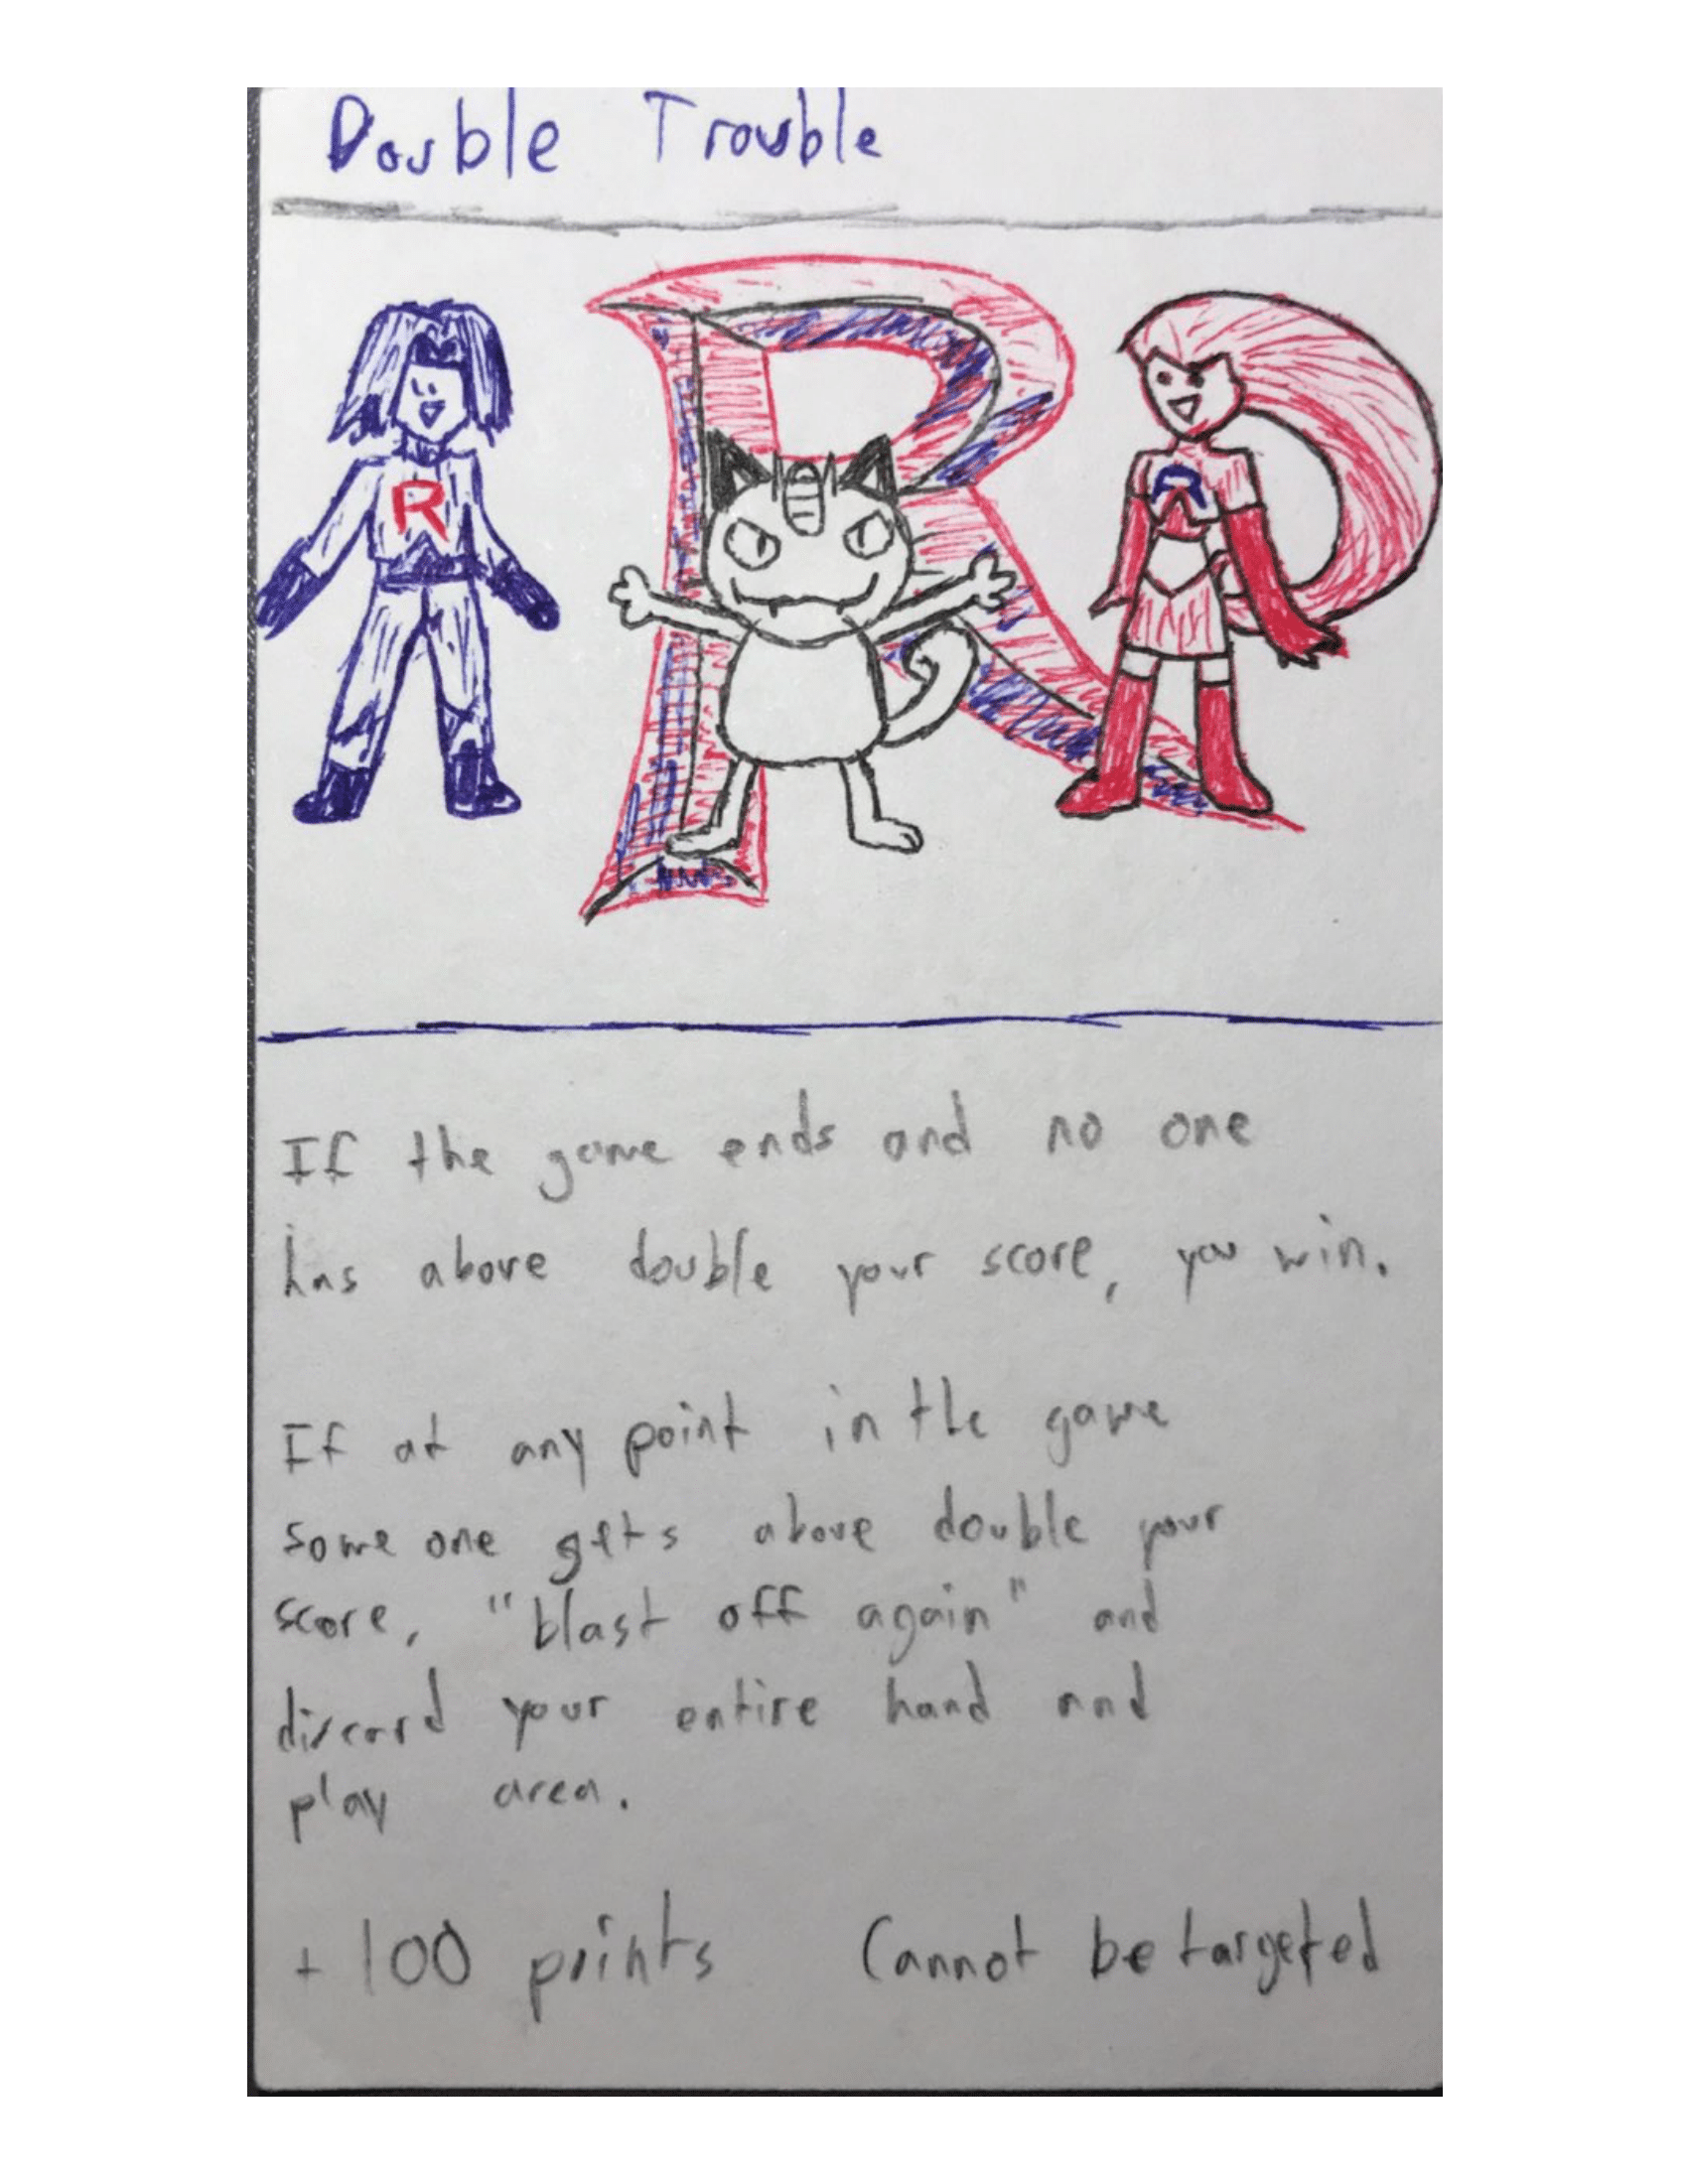 Double Trouble
R
R
R
If the game ends and no one
has above double your score, you win.
If at any point in the game
some one gets above double your
score, "blast off again" and
discard your entire hand and
play area.
+100 points Cannot be targeted